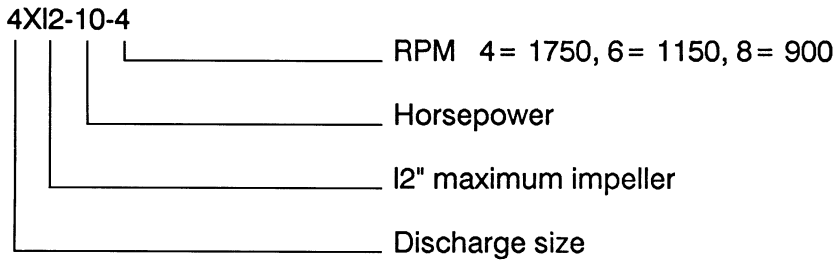 4XI2-10-4
RPM 4= 1750, 6= 1150, 8= 900
Horsepower
I2" maximum impeller
Discharge size